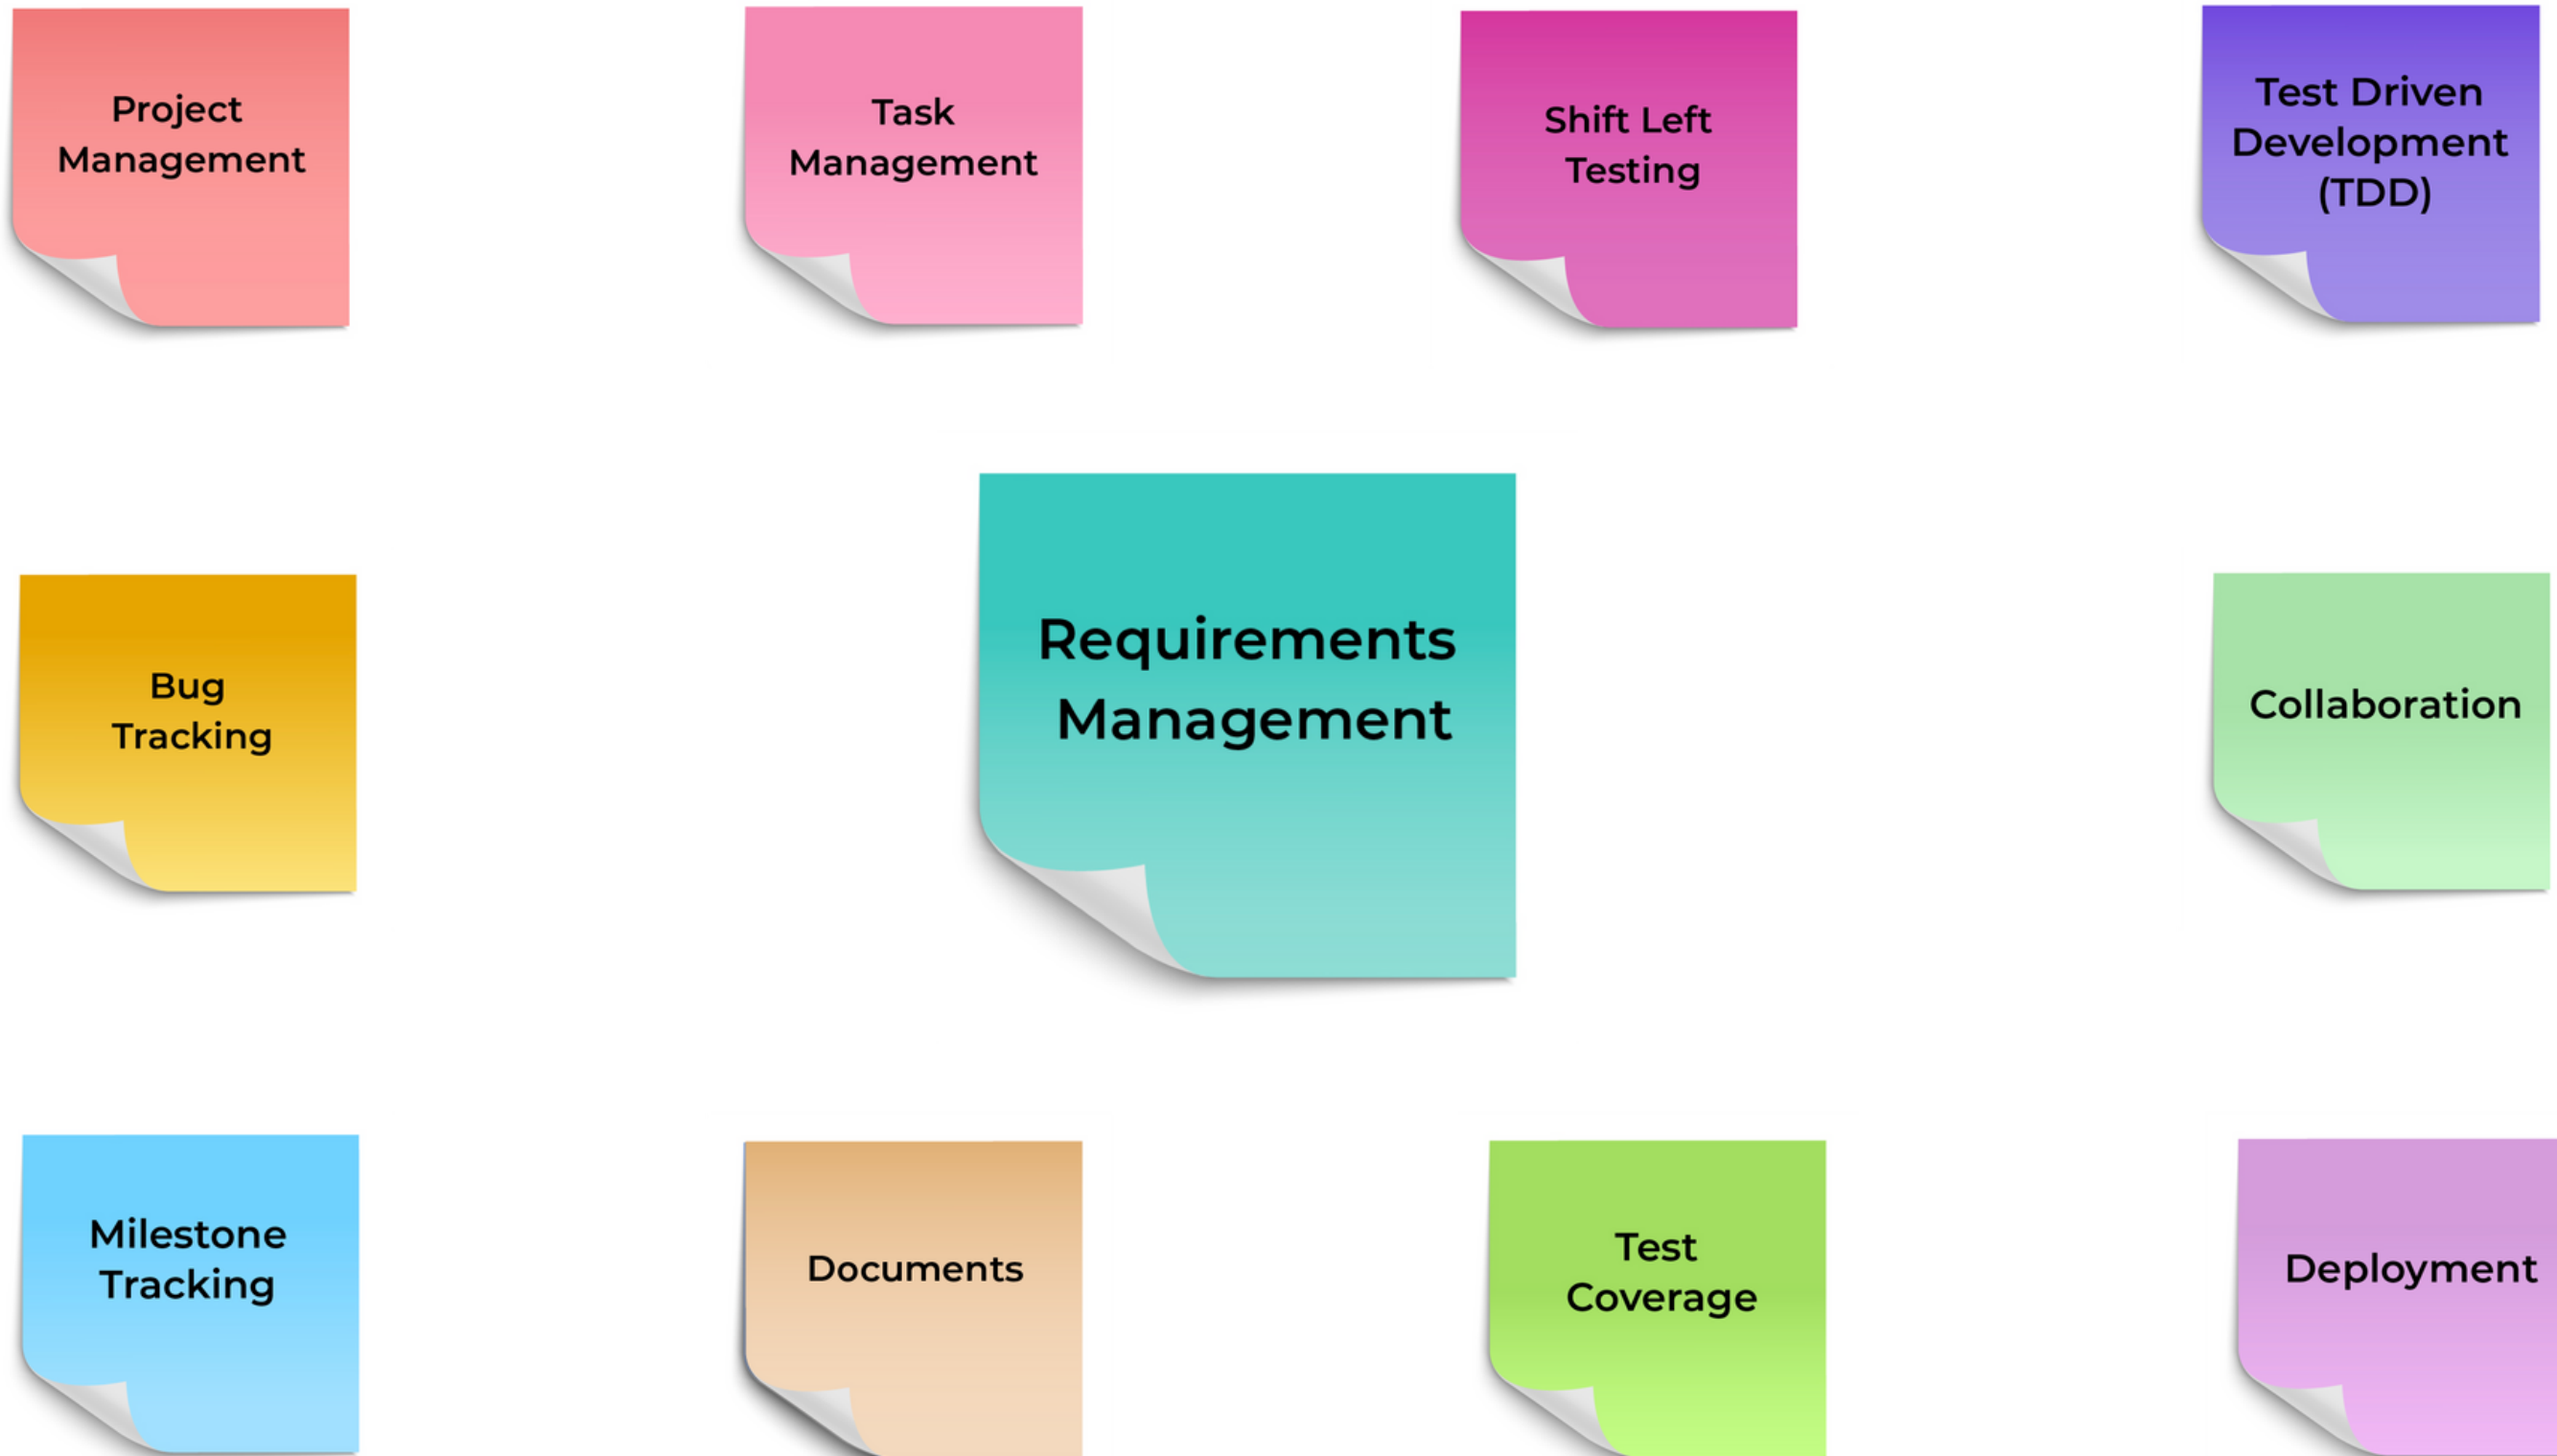 Project
Management
Task
Management
Shift Left
Testing
Test Driven
Development
(TDD)
Bug
Tracking
Requirements
Management
Collaboration
Milestone
Tracking
Documents
Test
Coverage
Deployment